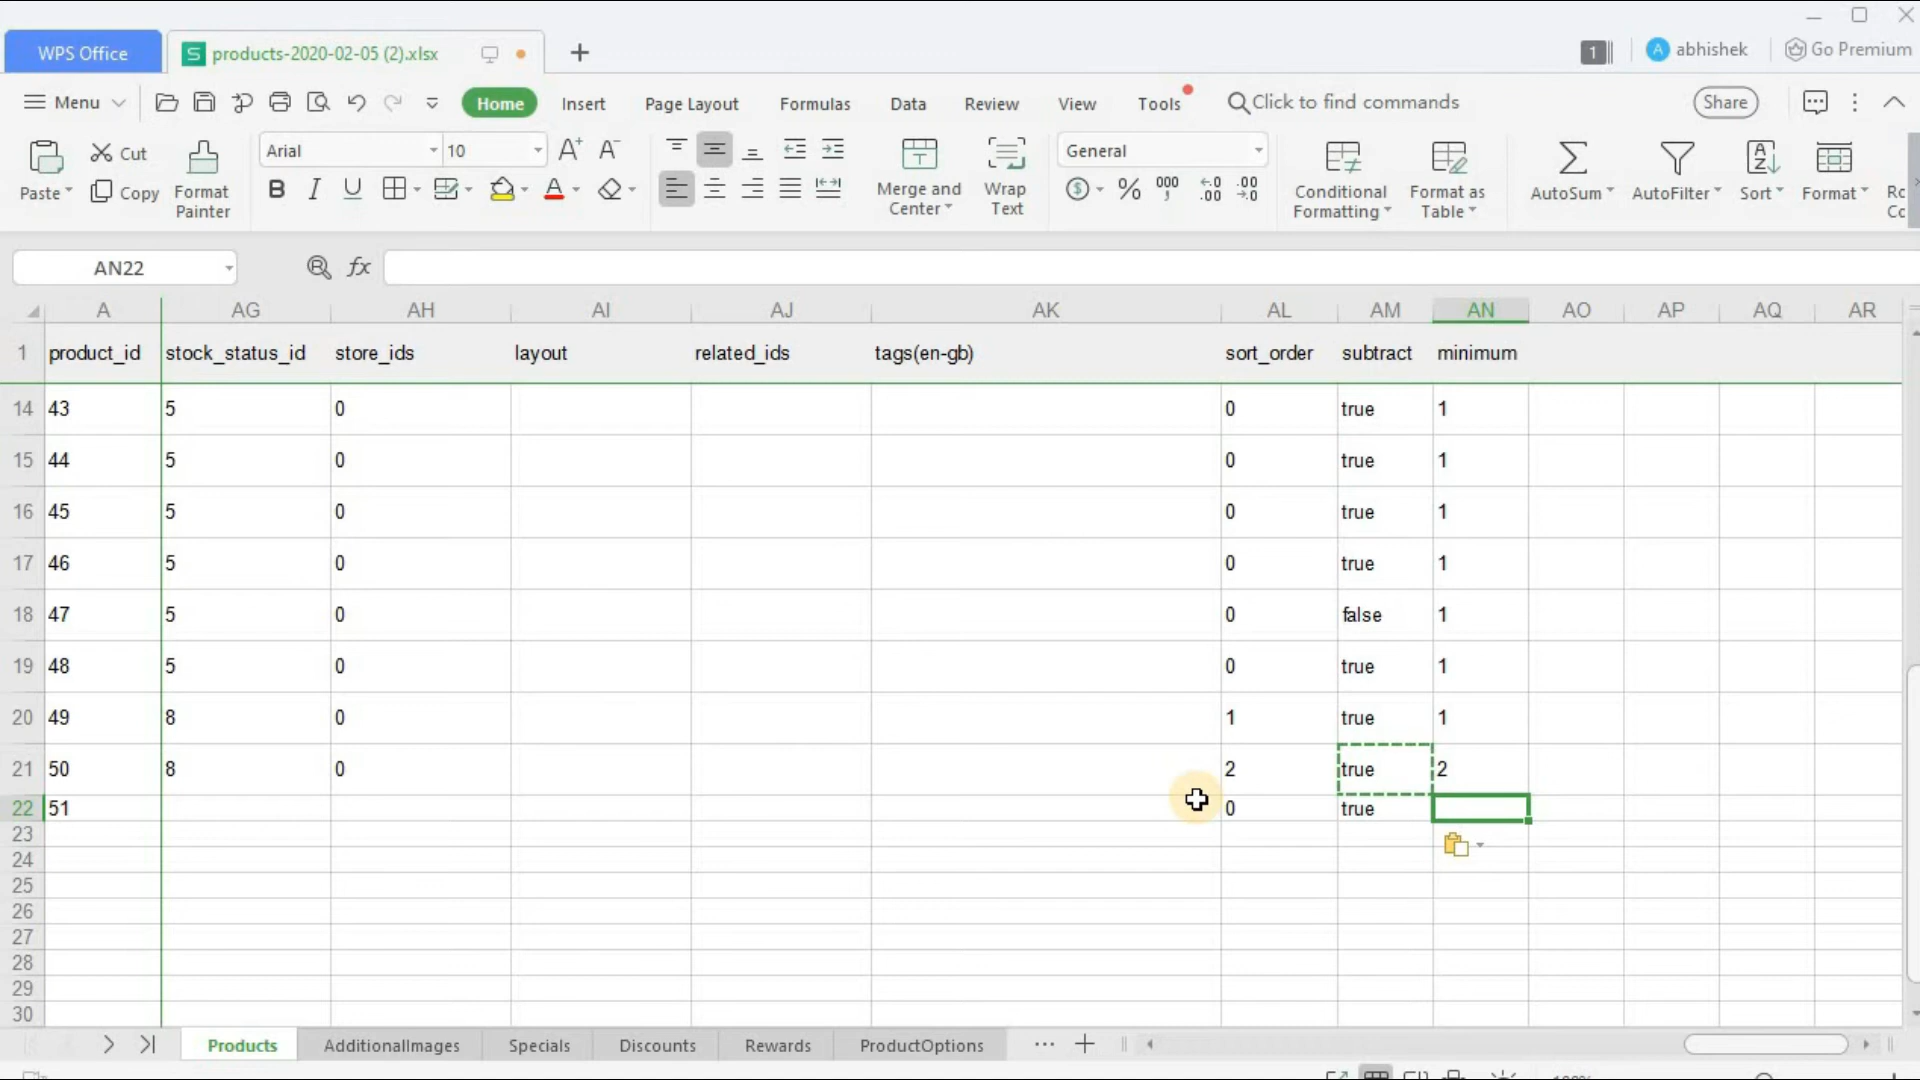 WPS Office
S products-2020-02-05 (2).xlsx
1
A abhishek
Go Premium
Menu
Home
Insert
Page Layout
Formulas
Data
Review
View
Tools
Click to find commands
Share
Paste
Cut
Copy
Format Painter
Arial
10
Merge and Center
Wrap Text
General
Conditional Formatting
Format as Table
AutoSum
AutoFilter
Sort
Format
AN22
fx
A AG AH AI AJ AK AL AM AN AO AP AQ AR
1 product_id stock_status_id store_ids layout related_ids tags(en-gb) sort_order subtract minimum
14 43 5 0 0 true 1
15 44 5 0 0 true 1
16 45 5 0 0 true 1
17 46 5 0 0 true 1
18 47 5 0 0 false 1
19 48 5 0 0 true 1
20 49 8 0 1 true 1
21 50 8 0 2 true 2
22 51 0 true
23
24
25
26
27
28
29
30
Products AdditionalImages Specials Discounts Rewards ProductOptions ...